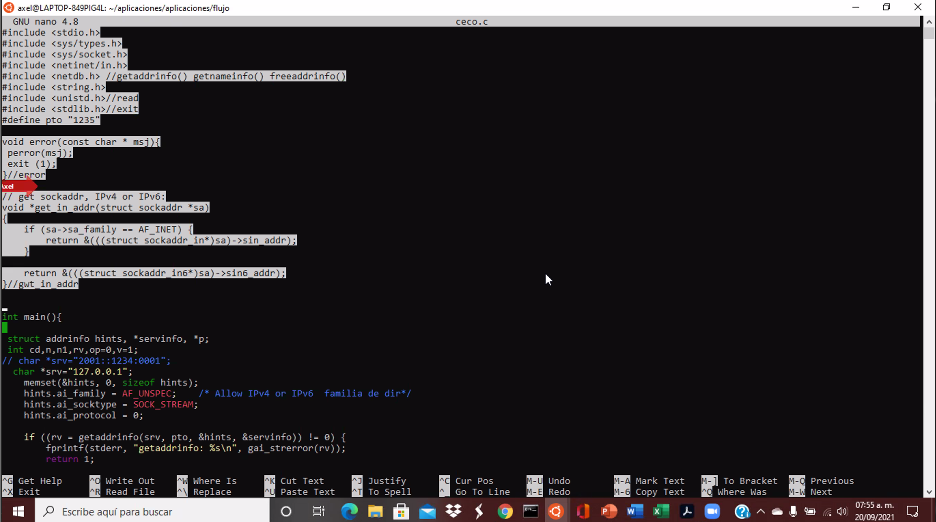 axel@LAPTOP-849PIG4L: ~/aplicaciones/aplicaciones/flujo
GNU nano 4.8 ceco.c
#include <stdio.h>
#include <sys/types.h>
#include <sys/socket.h>
#include <netinet/in.h>
#include <netdb.h> //getaddrinfo() getnameinfo() freeaddrinfo()
#include <string.h>
#include <unistd.h>//read
#include <stdlib.h>//exit
#define pto "1235"
void error(const char * msj){
perror(msj);
exit (1);
}//error
Axel
// get sockaddr, IPv4 or IPv6:
void *get_in_addr(struct sockaddr *sa)
{
if (sa->sa_family == AF_INET) {
return &(((struct sockaddr_in*)sa)->sin_addr);
}
return &(((struct sockaddr_in6*)sa)->sin6_addr);
}//gwt_in_addr
int main(){
struct addrinfo hints, *servinfo, *p;
int cd,n,n1,rv,op=0,v=1;
// char *srv="2001::1234:0001";
char *srv="127.0.0.1";
memset(&hints, 0, sizeof hints);
hints.ai_family = AF_UNSPEC; /* Allow IPv4 or IPv6 familia de dir*/
hints.ai_socktype = SOCK_STREAM;
hints.ai_protocol = 0;
if ((rv = getaddrinfo(srv, pto, &hints, &servinfo)) != 0) {
fprintf(stderr, "getaddrinfo: %s\n", gai_strerror(rv));
return 1;
^G Get Help ^O Write Out ^W Where Is ^K Cut Text ^J Justify ^C Cur Pos M-U Undo M-A Mark Text M-] To Bracket M-Q Previous
^X Exit ^R Read File ^\ Replace ^U Paste Text ^T To Spell ^_ Go To Line M-E Redo M-6 Copy Text ^Q Where Was M-W Next
Escribe aquí para buscar
07:55 a. m.
20/09/2021